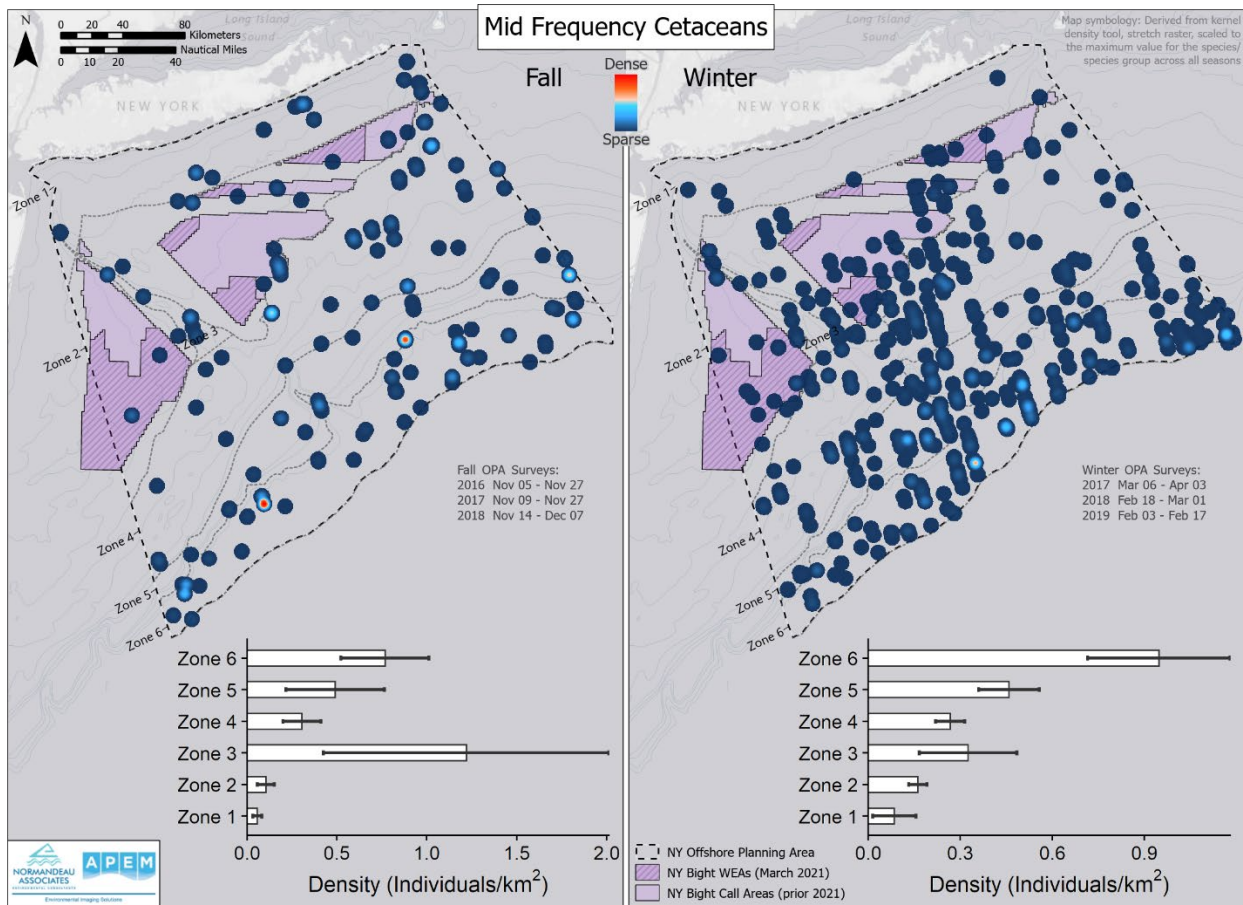 Mid Frequency Cetaceans
N
0 20 40 80
Kilometers
Nautical Miles
0 10 20 40
Long Island
Sound
NEW YORK
Fall
Dense
Sparse
Winter
Long Island
Sound
NEW YORK
Map symbology: Derived from kernel
density tool, stretch raster, scaled to
the maximum value for the species/
species group across all seasons
Zone 1
Zone 2
Zone 3
Zone 4
Zone 5
Zone 6
Fall OPA Surveys:
2016 Nov 05 - Nov 27
2017 Nov 09 - Nov 27
2018 Nov 14 - Dec 07
Zone 1
Zone 2
Zone 3
Zone 4
Zone 5
Zone 6
Winter OPA Surveys:
2017 Mar 06 - Apr 03
2018 Feb 18 - Mar 01
2019 Feb 03 - Feb 17
Zone 6
Zone 5
Zone 4
Zone 3
Zone 2
Zone 1
0.0 0.5 1.0 1.5 2.0
Density (Individuals/km²)
Zone 6
Zone 5
Zone 4
Zone 3
Zone 2
Zone 1
0.0 0.3 0.6 0.9
Density (Individuals/km²)
NY Offshore Planning Area
NY Bight WEAs (March 2021)
NY Bight Call Areas (prior 2021)
NORMANDEAU
ASSOCIATES
ENVIRONMENTAL CONSULTANTS
APEM
Environmental Imaging Solutions